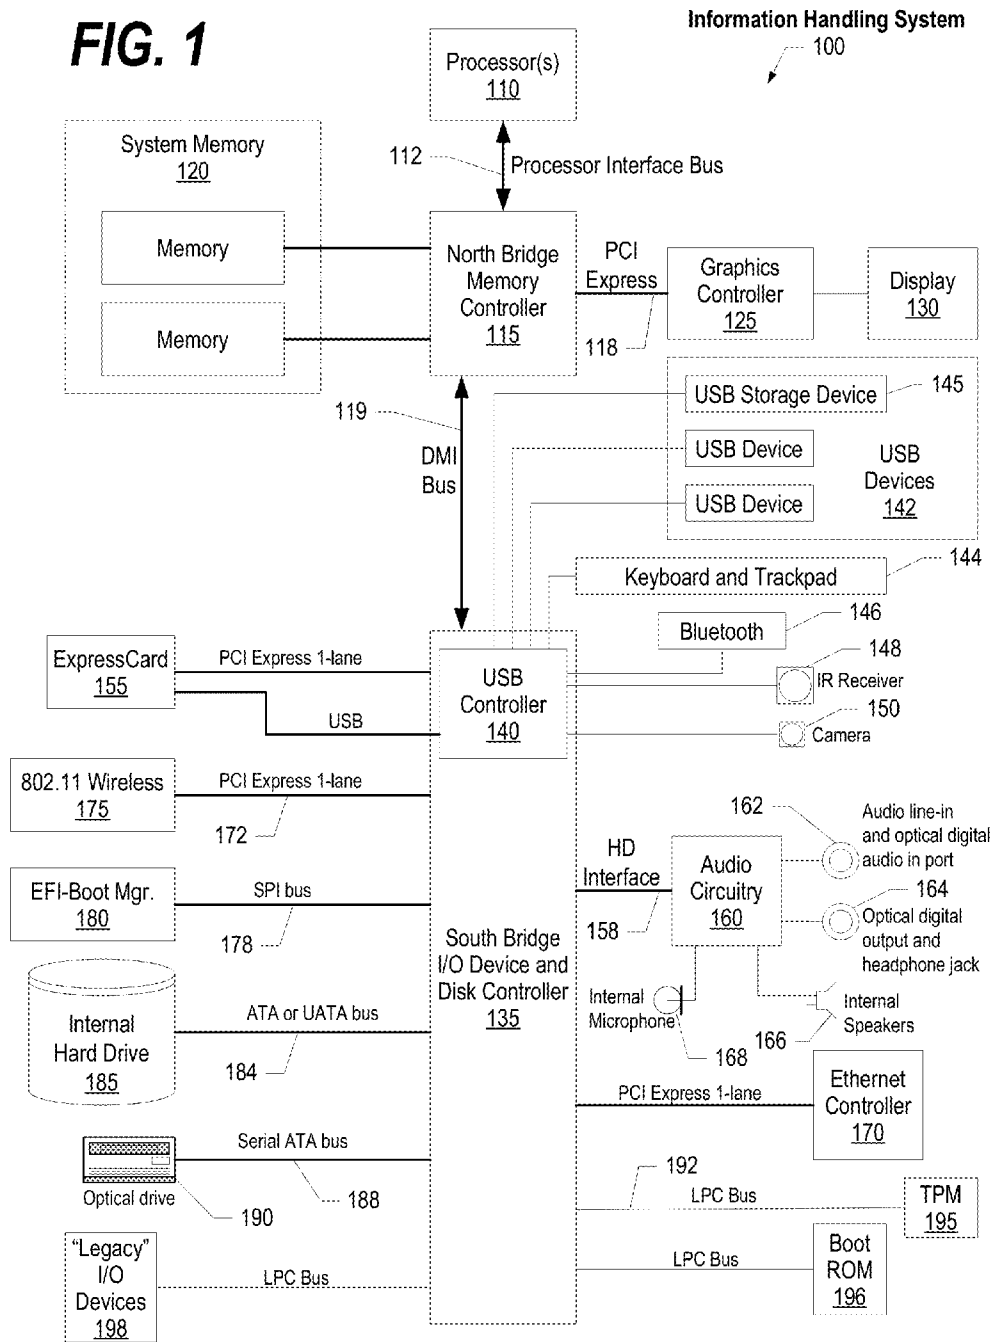 FIG. 1
Information Handling System
100
Processor(s)
110
112
Processor Interface Bus
System Memory
120
Memory
Memory
North Bridge
Memory
Controller
115
PCI
Express
118
Graphics
Controller
125
Display
130
119
DMI
Bus
USB Storage Device
145
USB Device
USB Device
USB
Devices
142
Keyboard and Trackpad
144
Bluetooth
146
148
IR Receiver
150
Camera
ExpressCard
155
PCI Express 1-lane
USB
USB
Controller
140
802.11 Wireless
175
PCI Express 1-lane
172
EFI-Boot Mgr.
180
SPI bus
178
Internal
Hard Drive
185
ATA or UATA bus
184
Serial ATA bus
188
Optical drive
190
"Legacy"
I/O
Devices
198
LPC Bus
South Bridge
I/O Device and
Disk Controller
135
HD
Interface
158
Audio
Circuitry
160
162
Audio line-in
and optical digital
audio in port
164
Optical digital
output and
headphone jack
Internal
Microphone
168
166
Internal
Speakers
PCI Express 1-lane
Ethernet
Controller
170
192
LPC Bus
TPM
195
LPC Bus
Boot
ROM
196